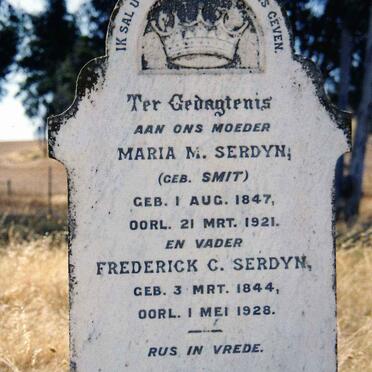 IK SAL U GEVEN.
Ter Gedagtenis
AAN ONS MOEDER
MARIA M. SERDYN,
(GEB. SMIT)
GEB. 1 AUG. 1847,
OORL. 21 MRT. 1921.
EN VADER
FREDERICK C. SERDYN,
GEB. 3 MRT. 1844,
OORL. 1 MEI 1928.
RUS IN VREDE.